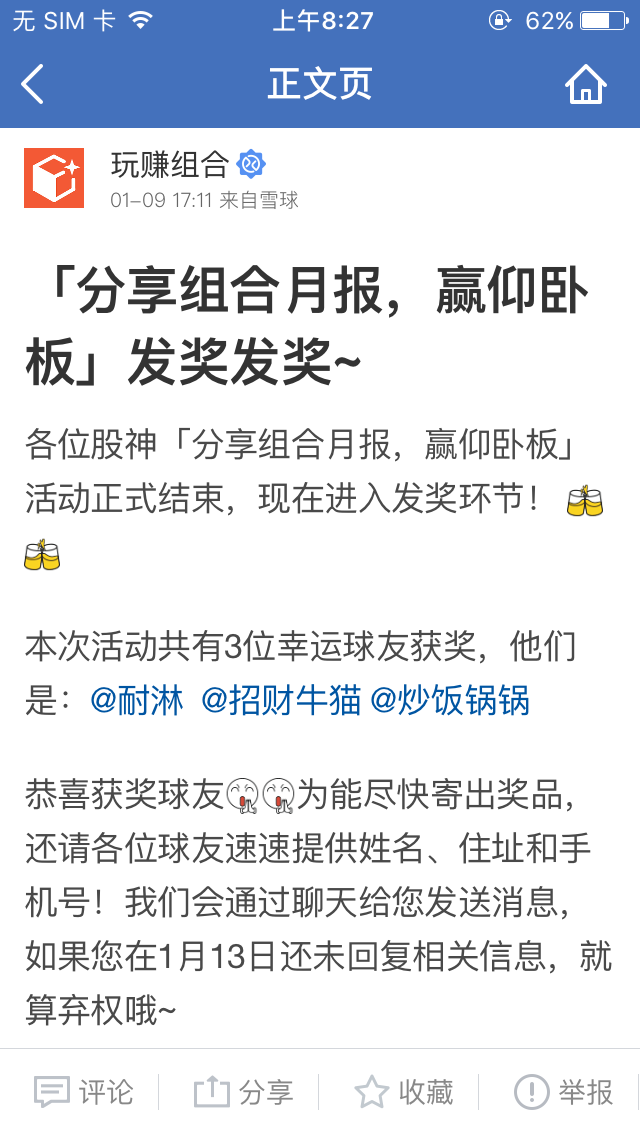 无 SIM 卡 上午8:27 62%
正文页
玩赚组合
01-09 17:11 来自雪球
「分享组合月报，赢仰卧
板」发奖发奖~
各位股神「分享组合月报，赢仰卧板」
活动正式结束，现在进入发奖环节！
本次活动共有3位幸运球友获奖，他们
是：@耐淋 @招财牛猫 @炒饭锅锅
恭喜获奖球友为能尽快寄出奖品，
还请各位球友速速提供姓名、住址和手
机号！我们会通过聊天给您发送消息，
如果您在1月13日还未回复相关信息，就
算弃权哦~
评论 分享 收藏 举报